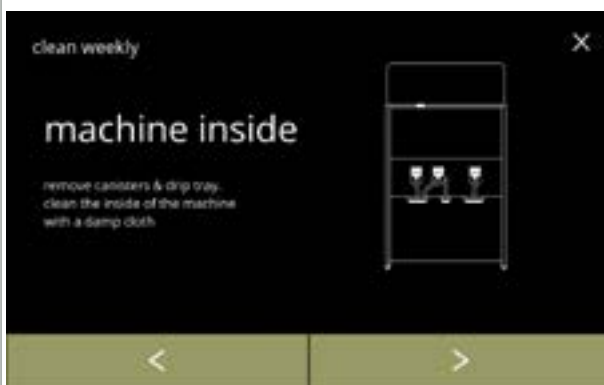 clean weekly
machine inside
remove canisters & drip tray.
clean the inside of the machine
with a damp cloth